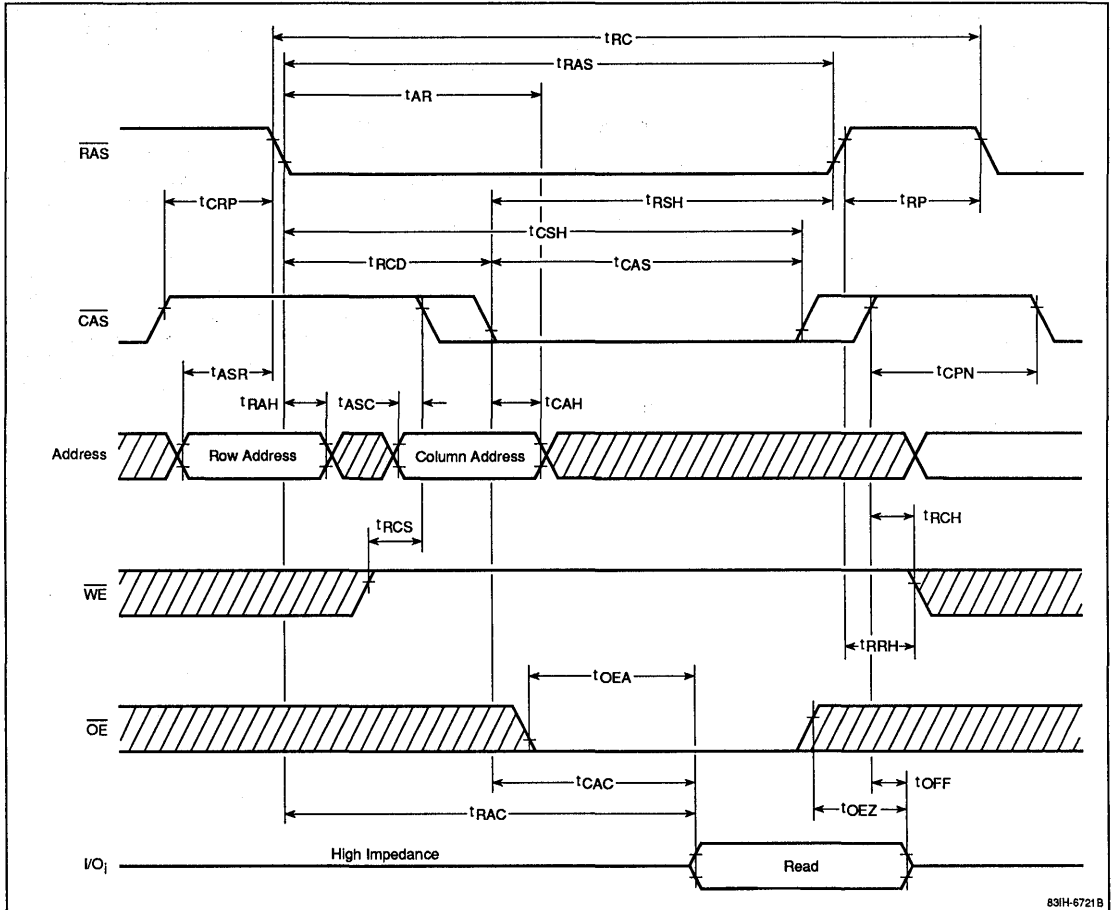 tRC
tRAS
tAR
RAS
tCRP
tRSH
tRP
tCSH
tRCD
tCAS
CAS
tASR
tCPN
tRAH
tASC
tCAH
Address
Row Address
Column Address
tRCS
tRCH
WE
tRRH
tOEA
OE
tCAC
tOFF
tOEZ
tRAC
High Impedance
I/Oi
Read
83IH-6721B